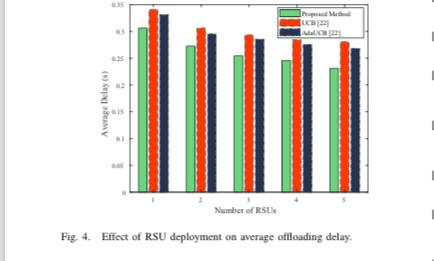 0.35
0.3
0.25
0.2
0.15
0.1
0.05
0
Average Delay (s)
Proposed Method
UCB [22]
AdaUCB [22]
1 2 3 4 5
Number of RSUs
Fig. 4. Effect of RSU deployment on average offloading delay.